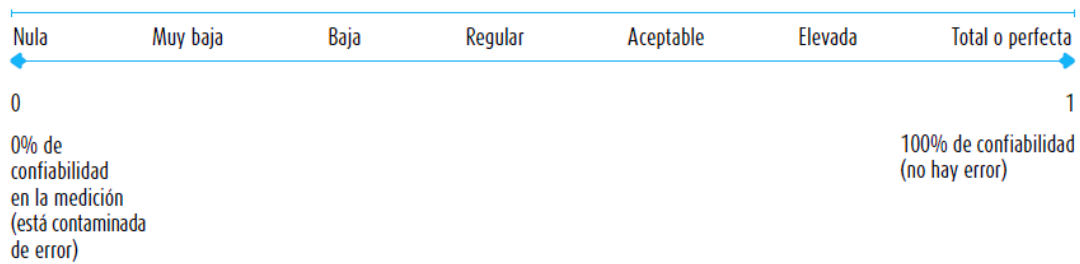 Nula Muy baja Baja Regular Aceptable Elevada Total o perfecta
0 1
0% de
confiabilidad
en la medición
(está contaminada
de error)
100% de confiabilidad
(no hay error)